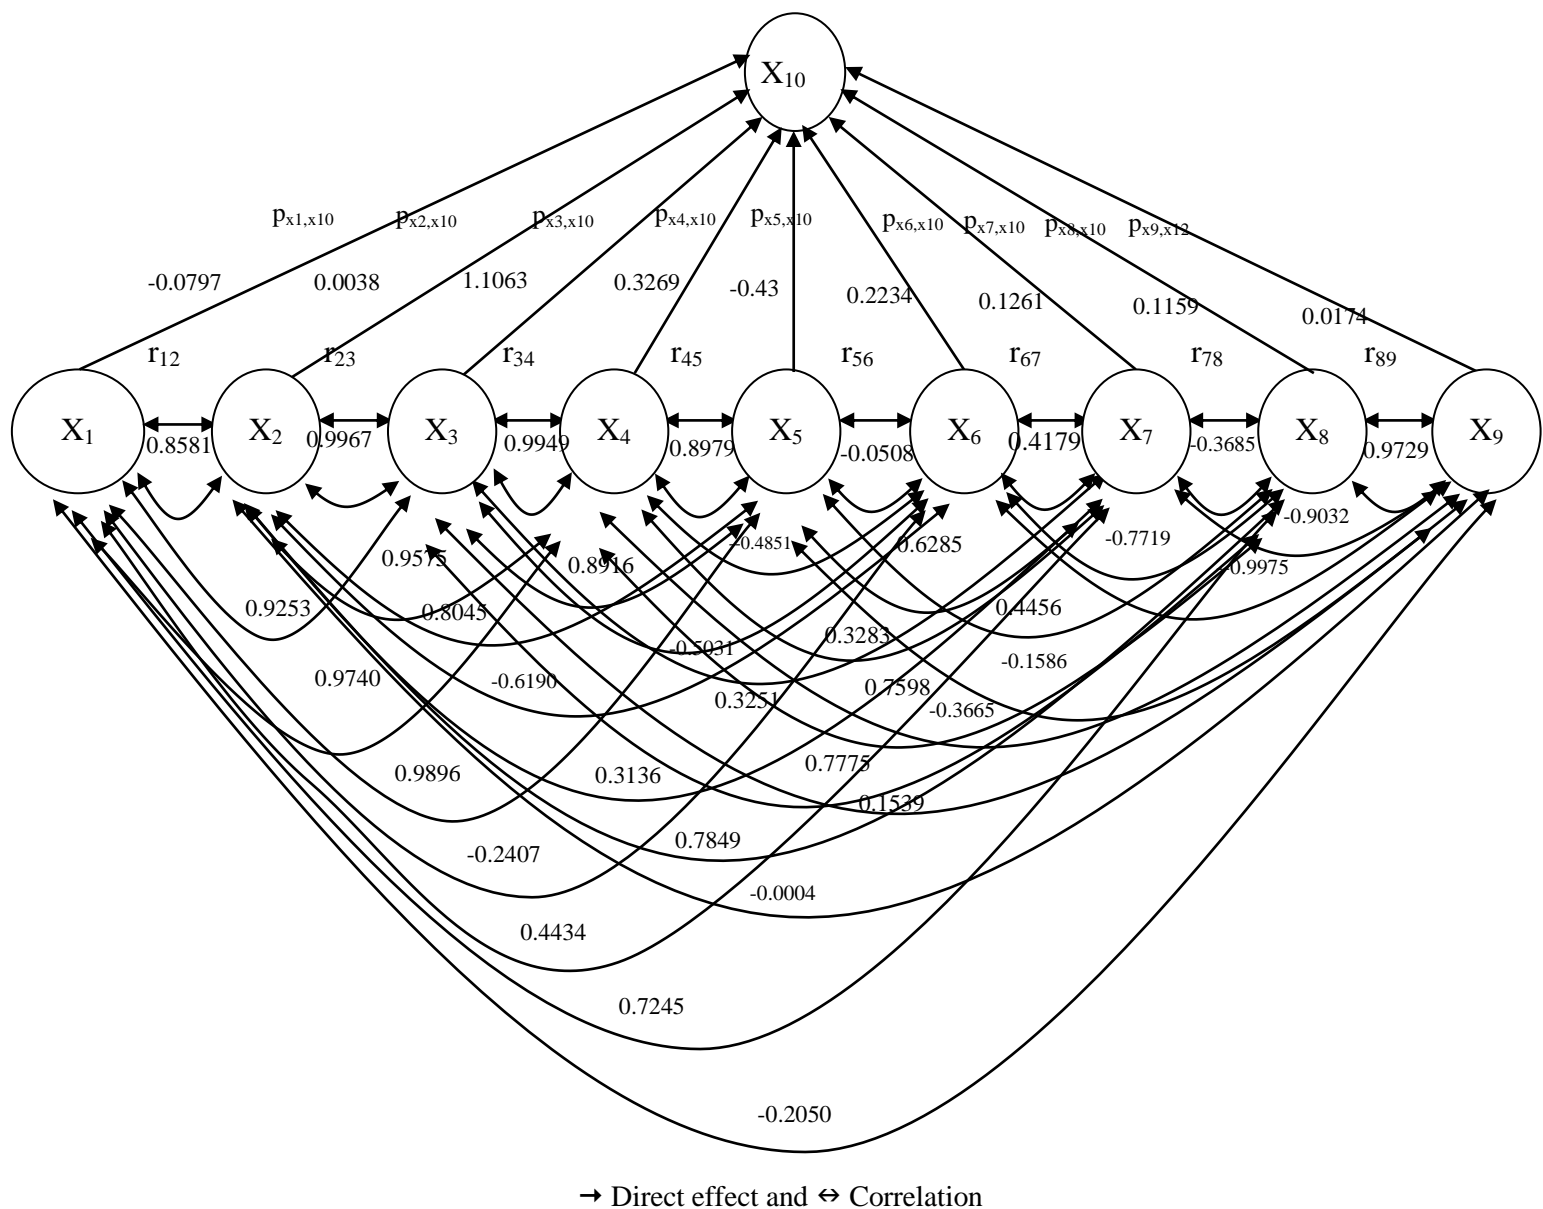 X10
px1,x10 px2,x10 px3,x10 px4,x10 px5,x10 px6,x10 px7,x10 px8,x10 px9,x12
-0.0797 0.0038 1.1063 0.3269 -0.43 0.2234 0.1261 0.1159 0.0174
r12 r23 r34 r45 r56 r67 r78 r89
X1 X2 X3 X4 X5 X6 X7 X8 X9
0.8581 0.9967 0.9949 0.8979 -0.0508 0.4179 -0.3685 0.9729
-0.9032
0.9575 0.8916 -0.4851 0.6285 -0.7719
-0.9975
0.9253 0.8045 0.4456
-0.5031 0.3283
-0.1586
0.9740 -0.6190 0.3251 0.7598
-0.3665
0.9896 0.3136 0.7775
0.1539
0.7849
-0.2407
-0.0004
0.4434
0.7245
-0.2050
→ Direct effect and ↔ Correlation